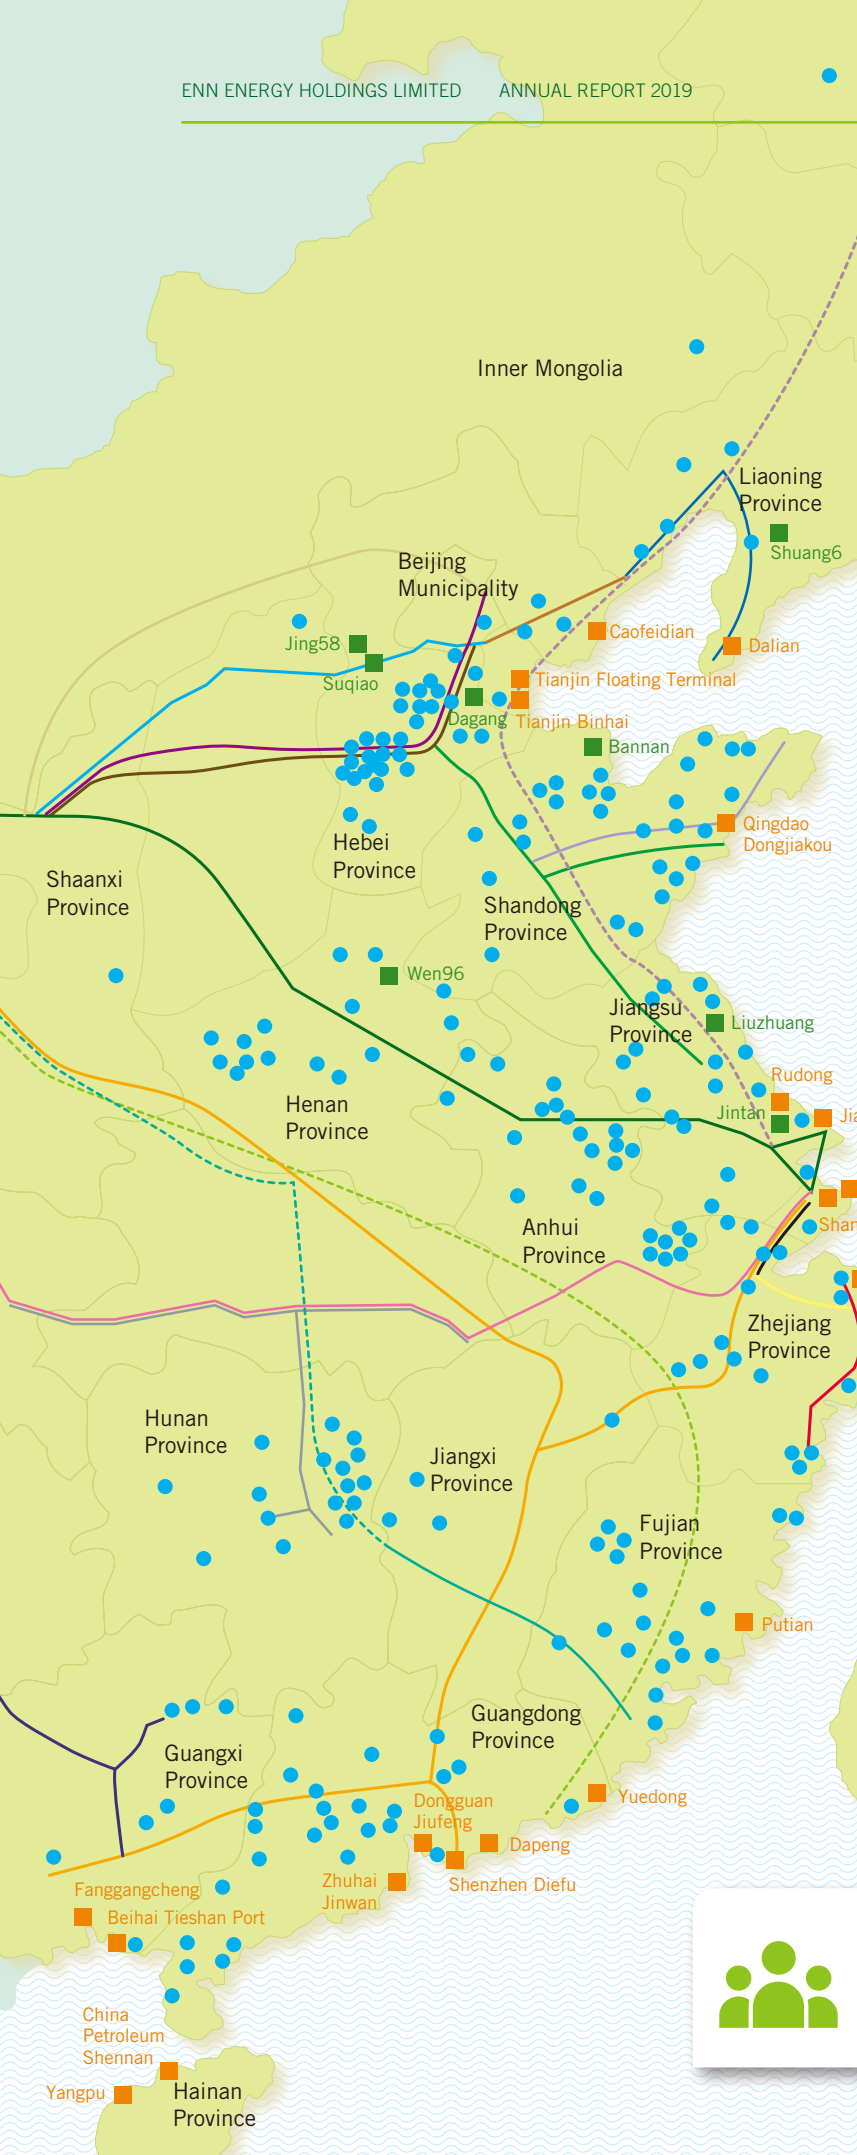 ENN ENERGY HOLDINGS LIMITED ANNUAL REPORT 2019
Inner Mongolia
Liaoning
Province
Shuang6
Beijing
Municipality
Jing58
Suqiao
Caofeidian
Dalian
Tianjin Floating Terminal
Dagang
Tianjin Binhai
Bannan
Qingdao
Dongjiakou
Hebei
Province
Shaanxi
Province
Shandong
Province
Wen96
Jiangsu
Province
Liuzhuang
Rudong
Jintan
Henan
Province
Anhui
Province
Zhejiang
Province
Hunan
Province
Jiangxi
Province
Fujian
Province
Putian
Guangdong
Province
Guangxi
Province
Yuedong
Dongguan
Jiufeng
Dapeng
Zhuhai
Jinwan
Shenzhen Diefu
Fanggangcheng
Beihai Tieshan Port
China
Petroleum
Shennan
Yangpu
Hainan
Province